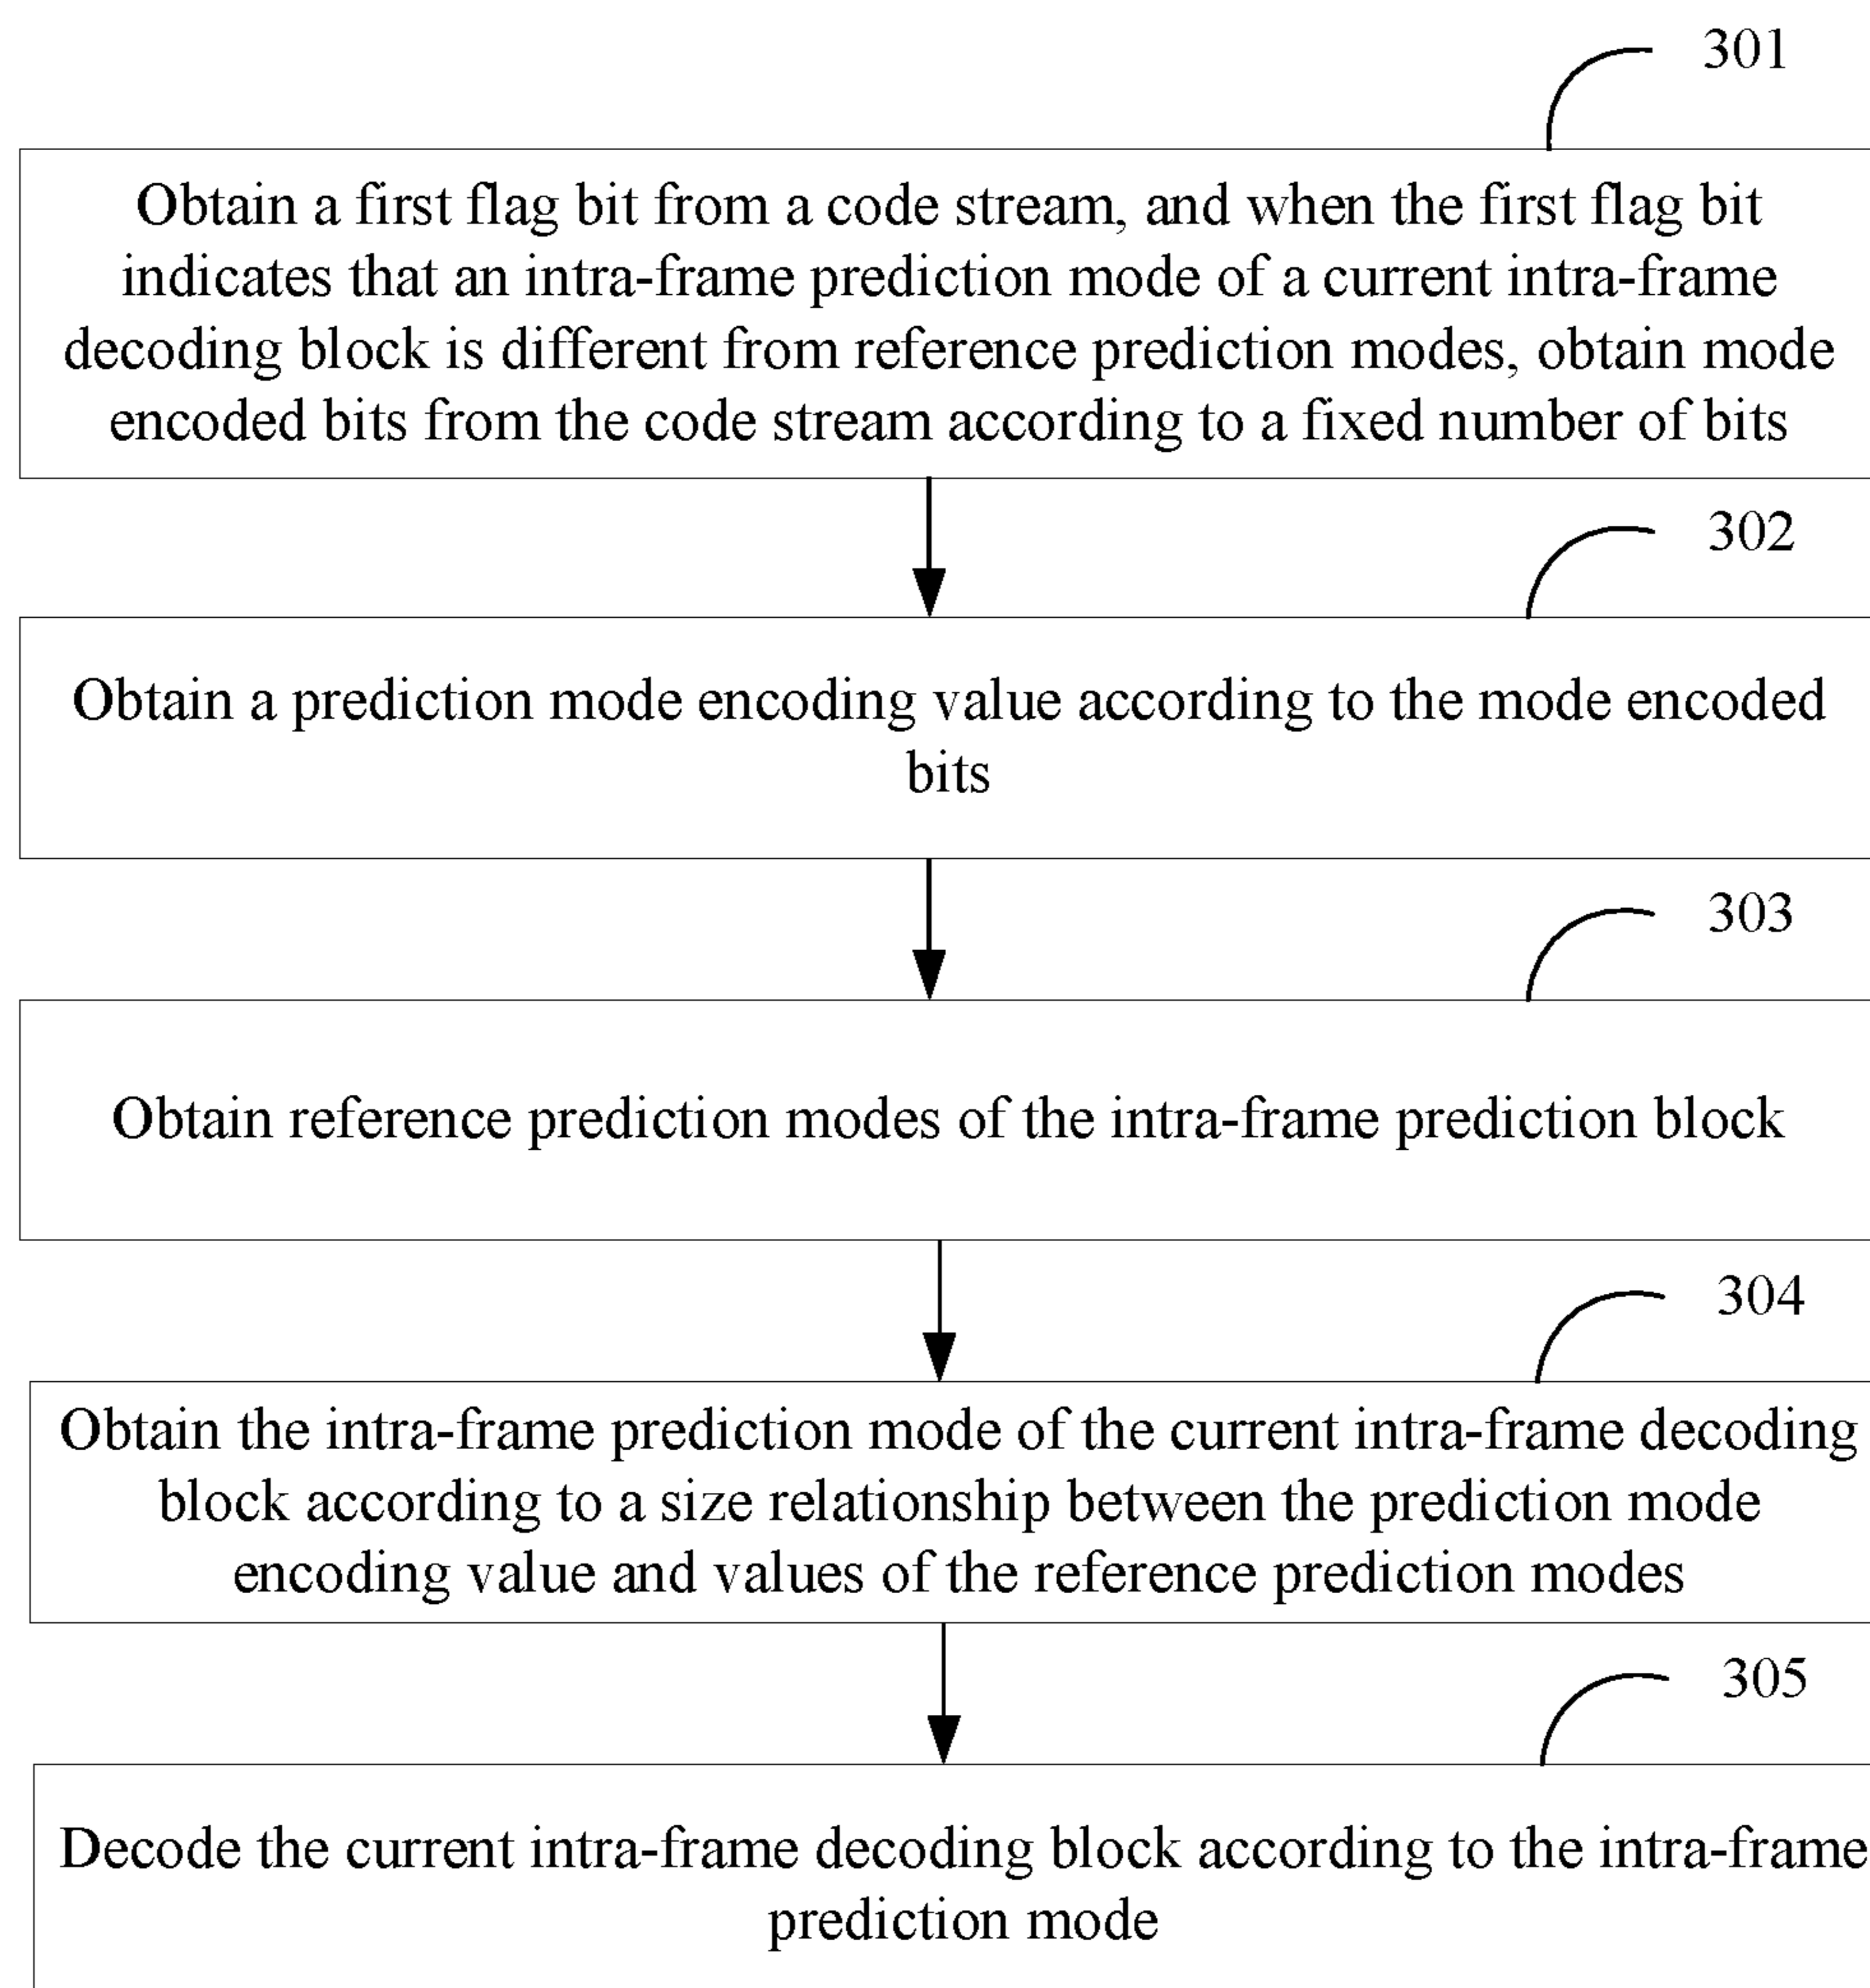 301
Obtain a first flag bit from a code stream, and when the first flag bit
indicates that an intra-frame prediction mode of a current intra-frame
decoding block is different from reference prediction modes, obtain mode
encoded bits from the code stream according to a fixed number of bits
302
Obtain a prediction mode encoding value according to the mode encoded
bits
303
Obtain reference prediction modes of the intra-frame prediction block
304
Obtain the intra-frame prediction mode of the current intra-frame decoding
block according to a size relationship between the prediction mode
encoding value and values of the reference prediction modes
305
Decode the current intra-frame decoding block according to the intra-frame
prediction mode